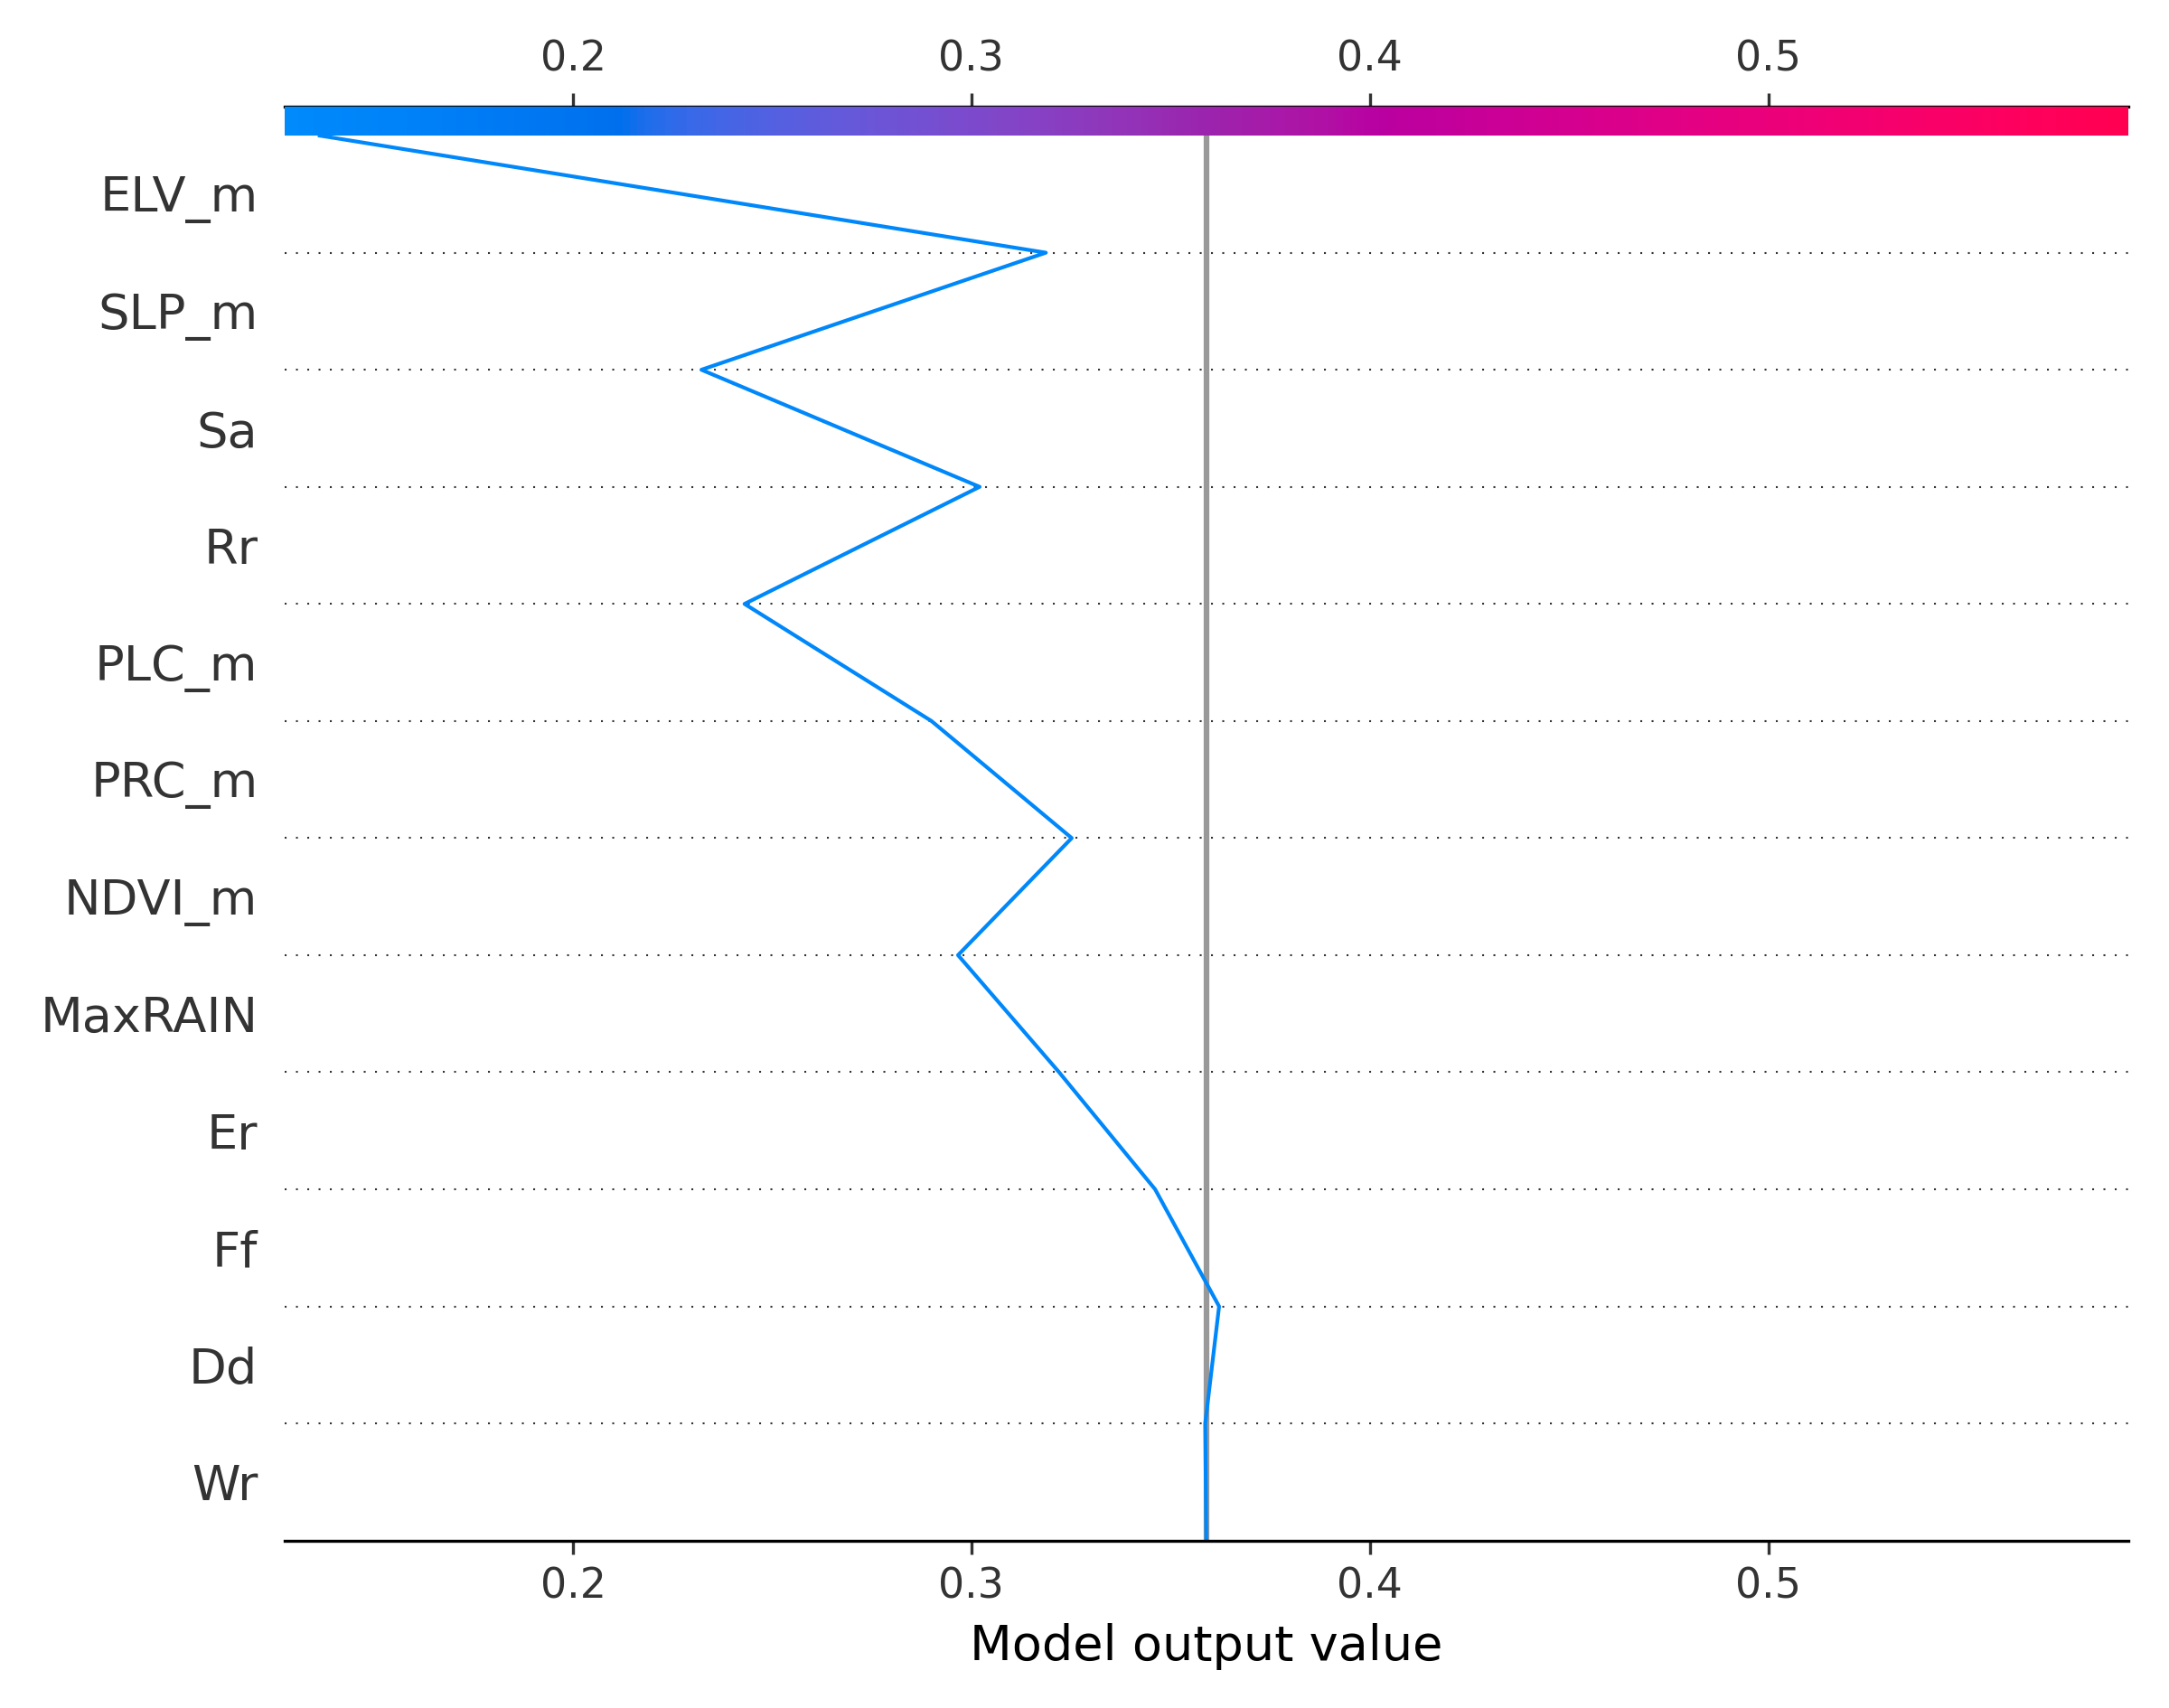 0.2 0.3 0.4 0.5
ELV_m
SLP_m
Sa
Rr
PLC_m
PRC_m
NDVI_m
MaxRAIN
Er
Ff
Dd
Wr
0.2 0.3 0.4 0.5
Model output value